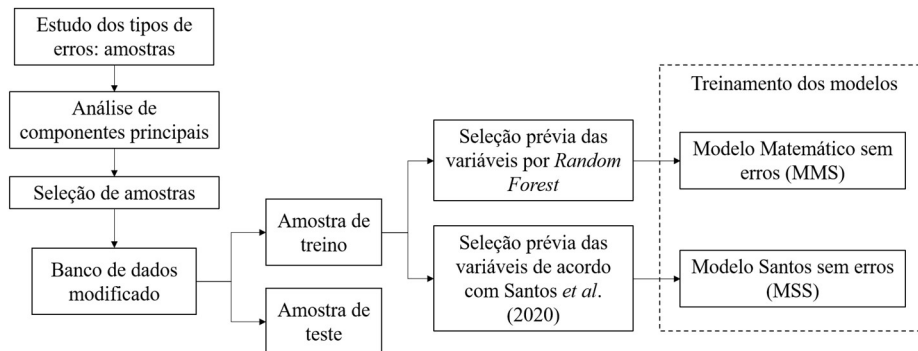 Estudo dos tipos de
erros: amostras
Análise de
componentes principais
Seleção de amostras
Banco de dados
modificado
Amostra de
treino
Amostra de
teste
Seleção prévia das
variáveis por Random
Forest
Seleção prévia das
variáveis de acordo
com Santos et al.
(2020)
Treinamento dos modelos
Modelo Matemático sem
erros (MMS)
Modelo Santos sem erros
(MSS)